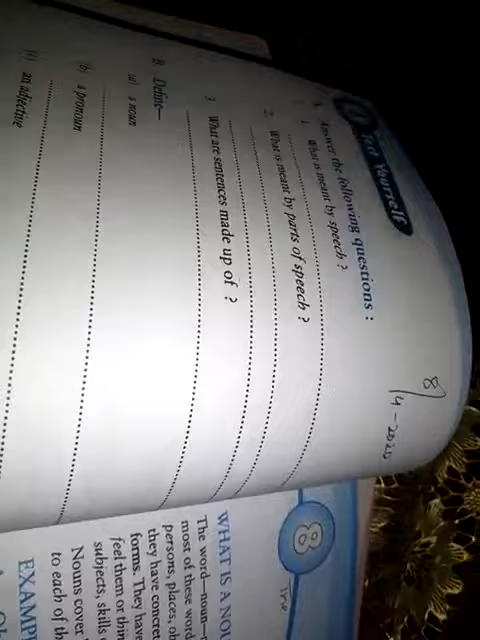 8/4-2020
Test Yourself
A. Answer the following questions :
1. What is meant by speech ?
2. What is meant by parts of speech ?
3. What are sentences made up of ?
B. Define—
(a) a noun
(b) a pronoun
(c) an adjective
8
WHAT IS A NOU
The word—noun
most of these word
persons, places, ob
they have concret
forms. They have
feel them or thin
subjects, skills
Nouns cover
to each of th
EXAMP